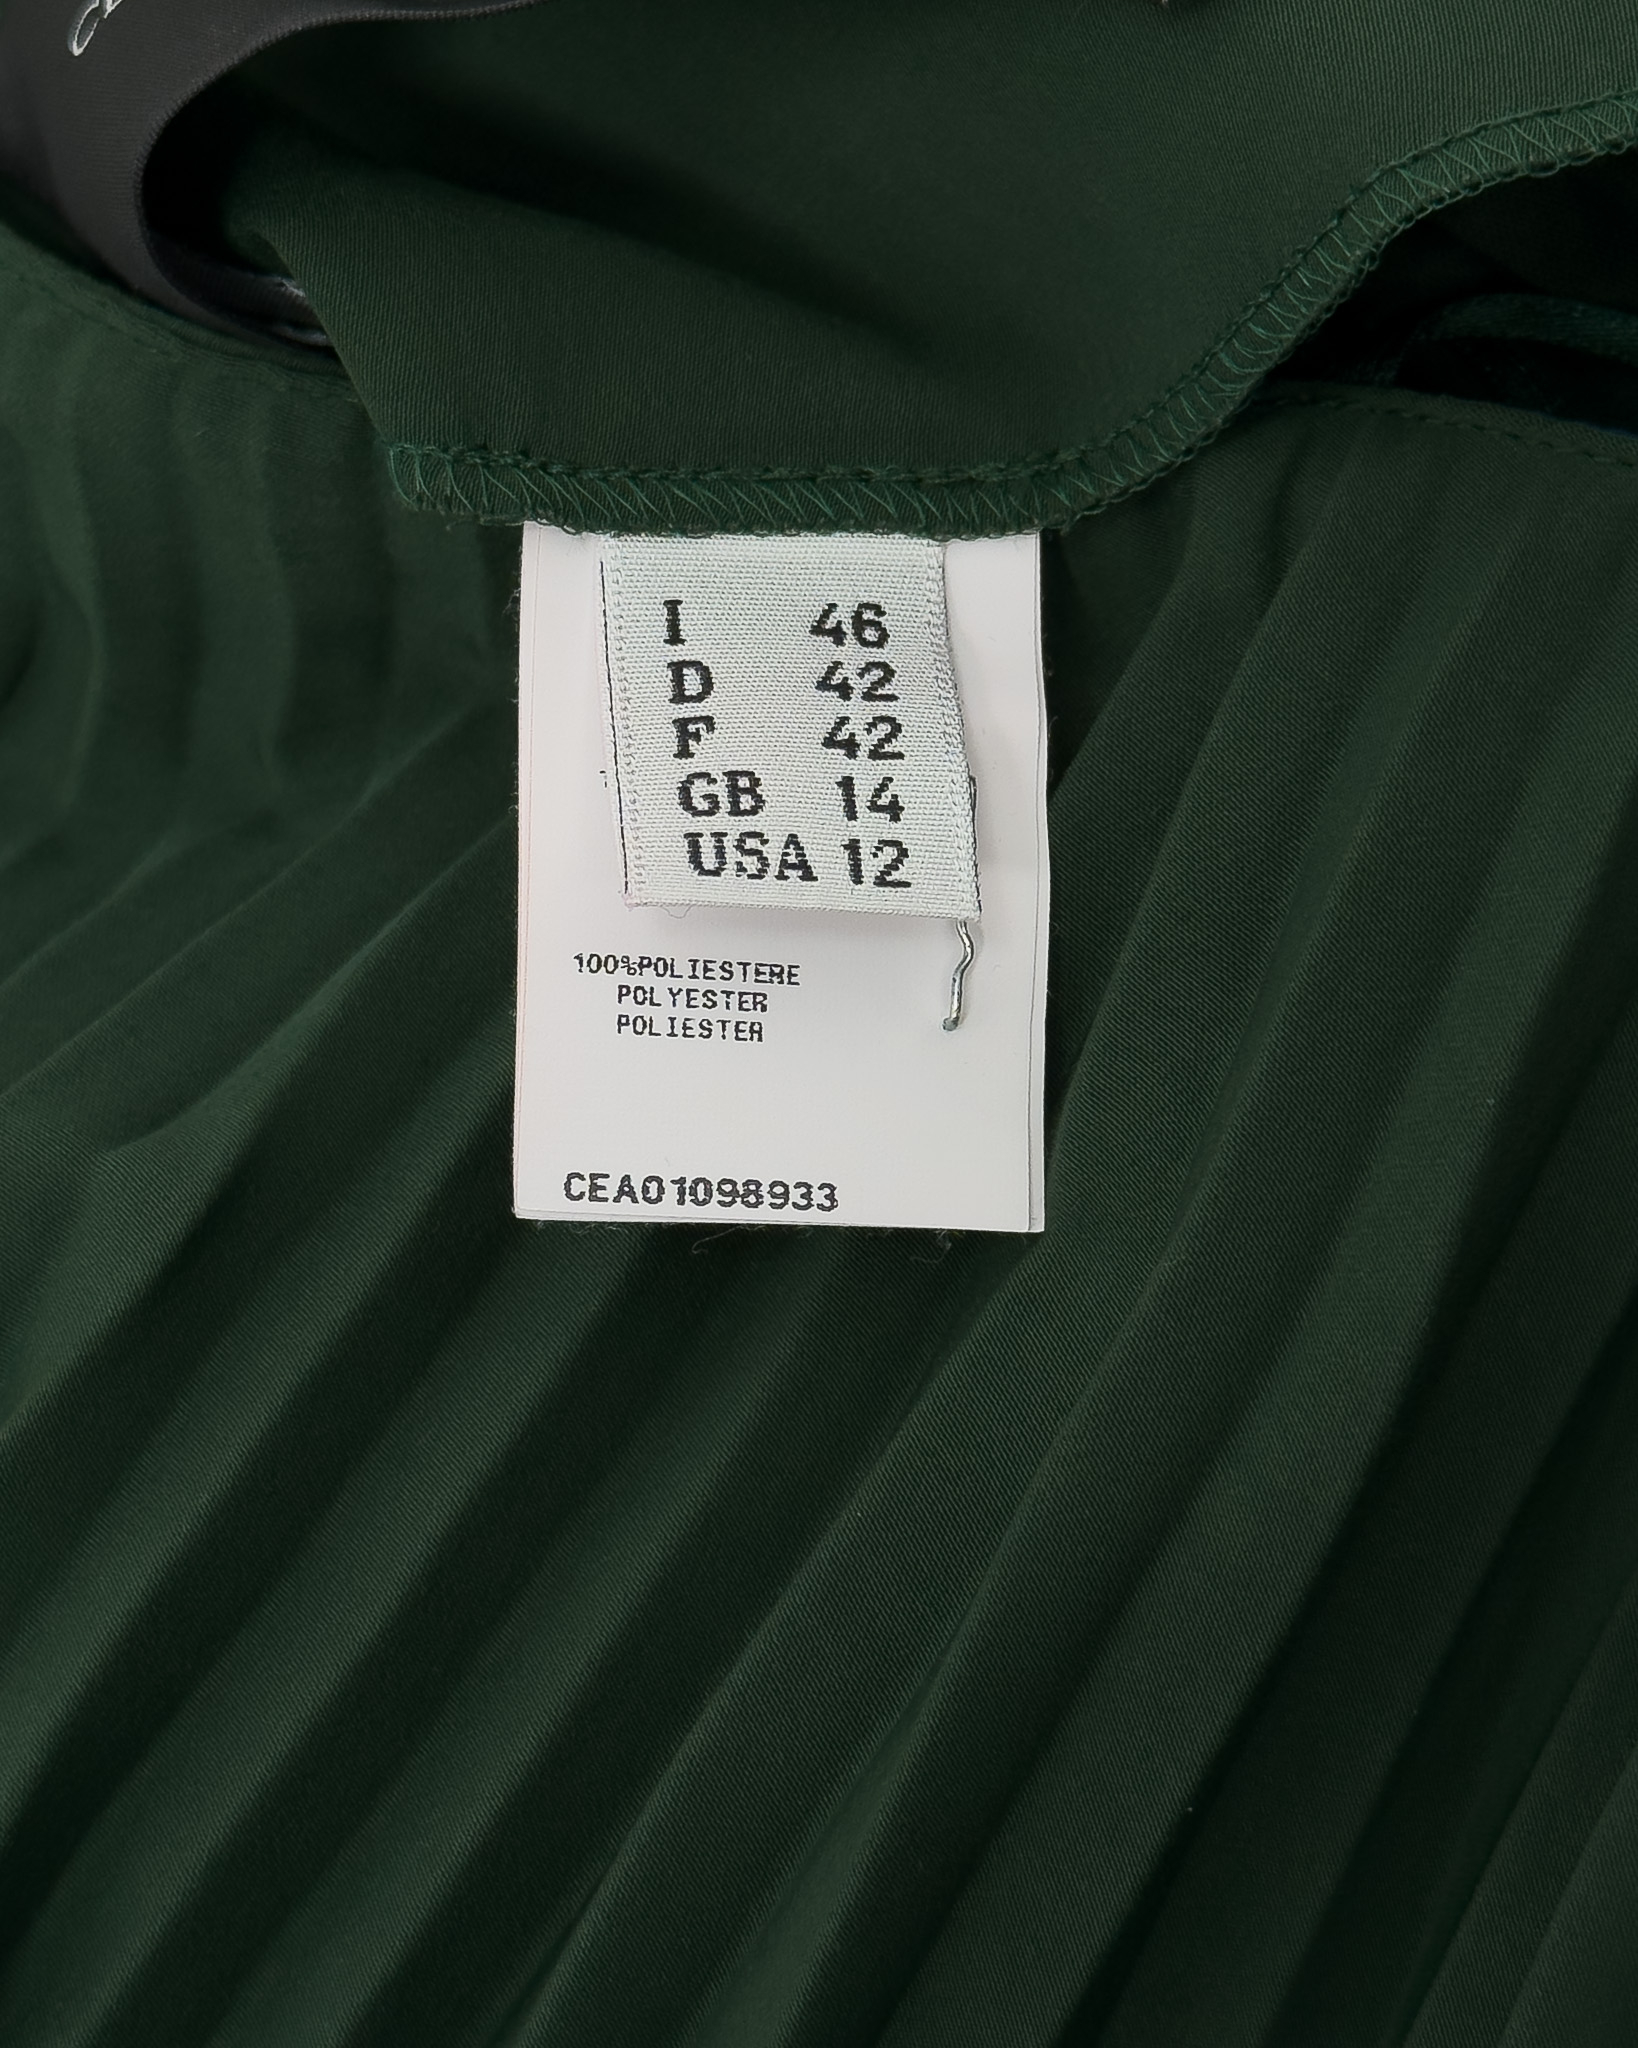 I 46
D 42
F 42
GB 14
USA 12
100%POLIESTERE
POLYESTER
POLIESTER
CEA01098933